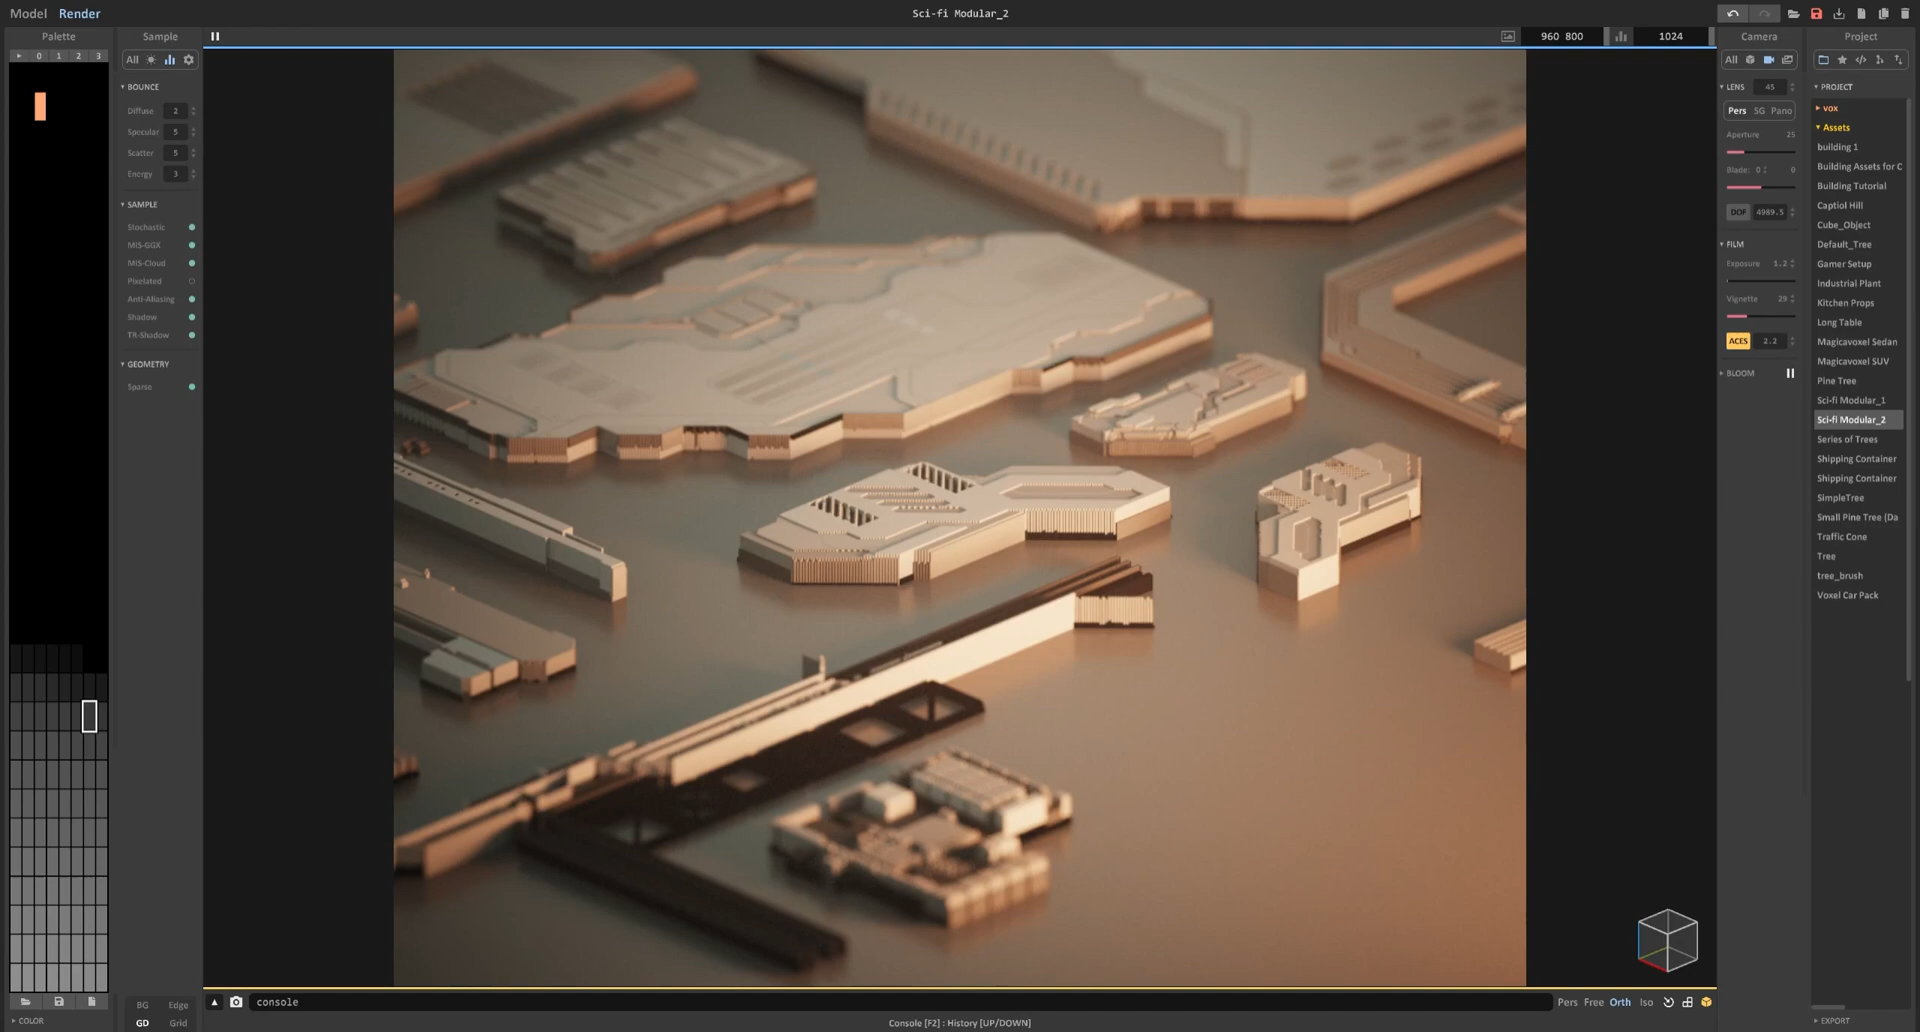 Model Render
Sci-fi Modular_2
Palette
0 1 2 3
COLOR
Sample
All
BOUNCE
Diffuse 2
Specular 5
Scatter 5
Energy 3
SAMPLE
Stochastic
MIS-GGX
MIS-Cloud
Pixelated
Anti-Aliasing
Shadow
TR-Shadow
GEOMETRY
Sparse
BG Edge
GD Grid
960 800
1024
console
Pers Free Orth Iso
Console [F2] : History [UP/DOWN]
Camera
All
LENS 45
Pers SG Pano
Aperture 25
Blade: 0 0
DOF 4989.5
FILM
Exposure 1.2
Vignette 29
ACES 2.2
BLOOM
Project
PROJECT
vox
Assets
building 1
Building Assets for C
Building Tutorial
Captiol Hill
Cube_Object
Default_Tree
Gamer Setup
Industrial Plant
Kitchen Props
Long Table
Magicavoxel Sedan
Magicavoxel SUV
Pine Tree
Sci-fi Modular_1
Sci-fi Modular_2
Series of Trees
Shipping Container
Shipping Container
SimpleTree
Small Pine Tree (Da
Traffic Cone
Tree
tree_brush
Voxel Car Pack
EXPORT